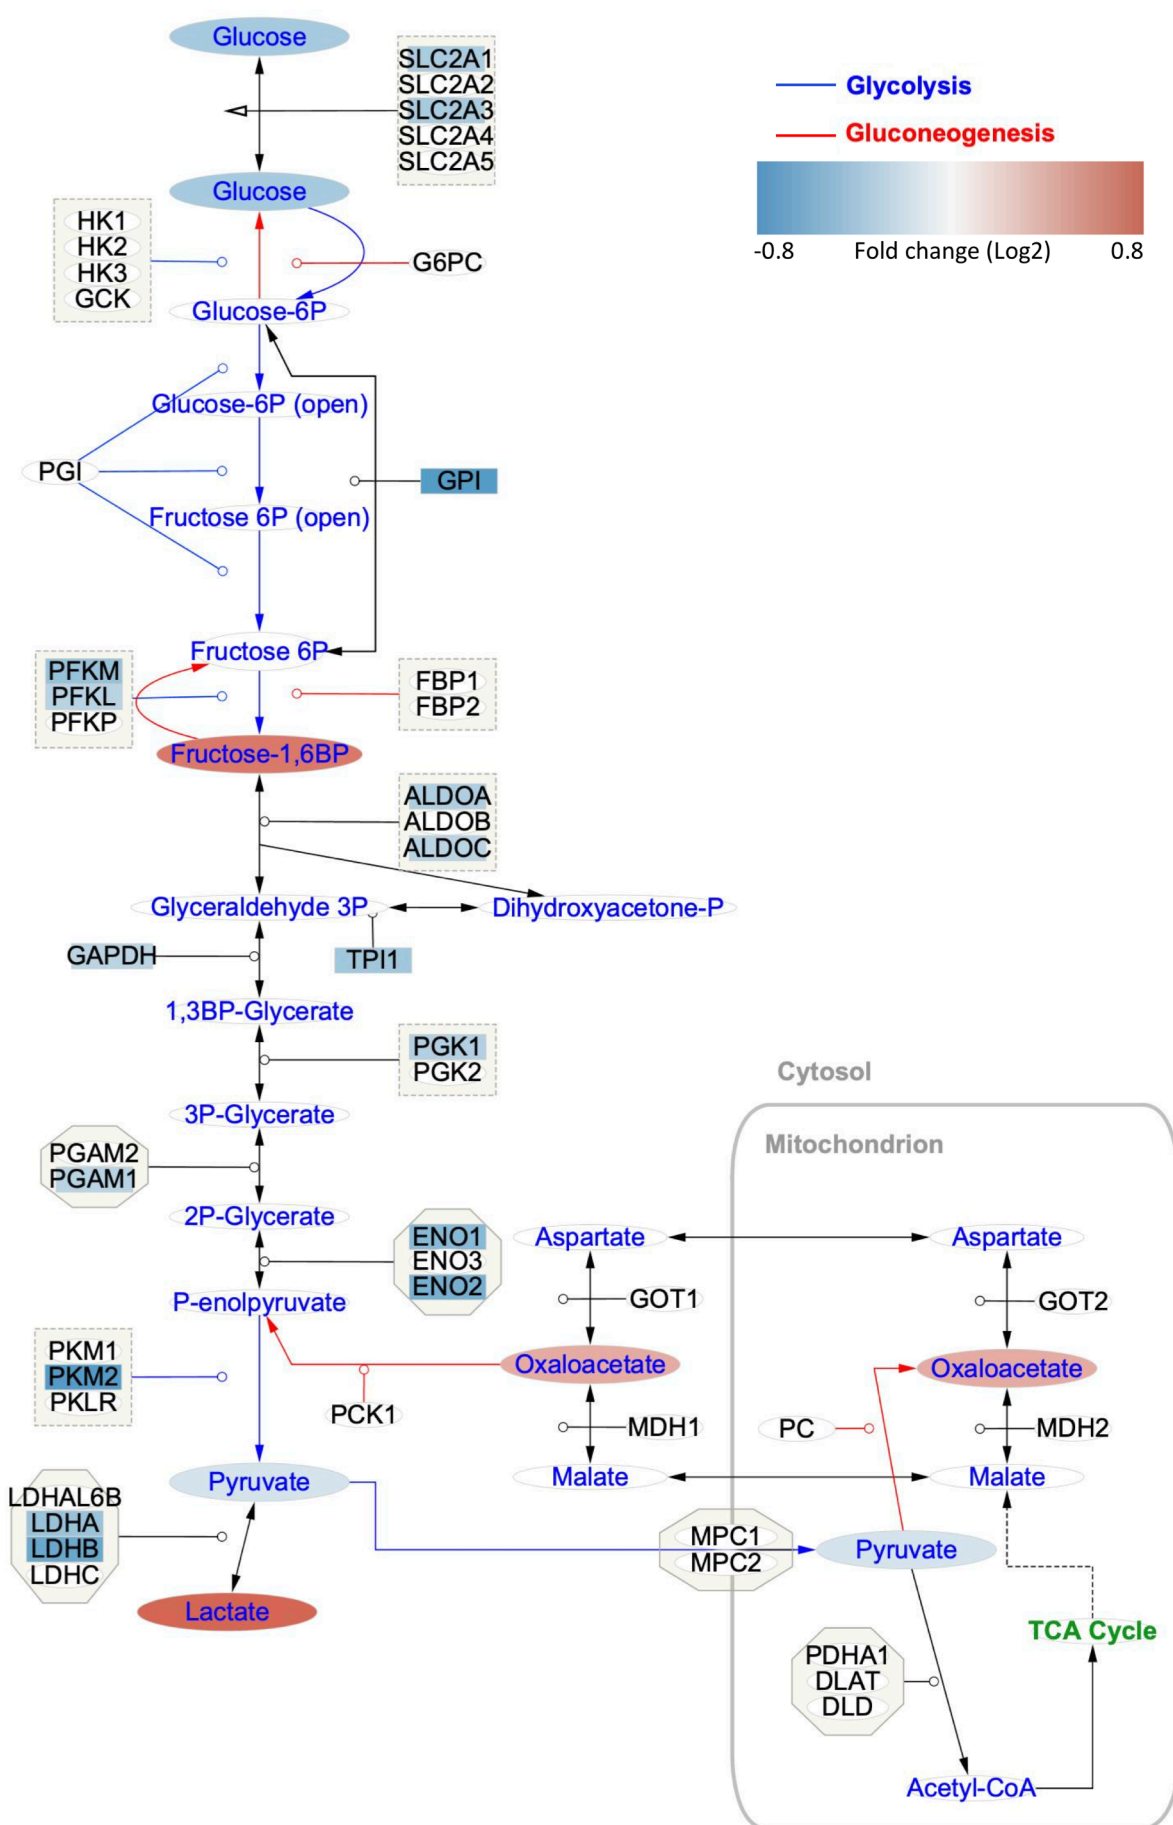 Glucose
SLC2A1
SLC2A2
SLC2A3
SLC2A4
SLC2A5
Glycolysis
Gluconeogenesis
-0.8 Fold change (Log2) 0.8
Glucose
HK1
HK2
HK3
GCK
G6PC
Glucose-6P
Glucose-6P (open)
PGI
GPI
Fructose 6P (open)
Fructose 6P
PFKM
PFKL
PFKP
FBP1
FBP2
Fructose-1,6BP
ALDOA
ALDOB
ALDOC
Glyceraldehyde 3P
Dihydroxyacetone-P
GAPDH
TPI1
1,3BP-Glycerate
PGK1
PGK2
Cytosol
3P-Glycerate
Mitochondrion
PGAM2
PGAM1
2P-Glycerate
ENO1
ENO3
ENO2
Aspartate
Aspartate
P-enolpyruvate
GOT1
GOT2
PKM1
PKM2
PKLR
Oxaloacetate
Oxaloacetate
PCK1
MDH1
PC
MDH2
Pyruvate
Malate
Malate
LDHAL6B
LDHA
LDHB
LDHC
MPC1
MPC2
Pyruvate
Lactate
TCA Cycle
PDHA1
DLAT
DLD
Acetyl-CoA